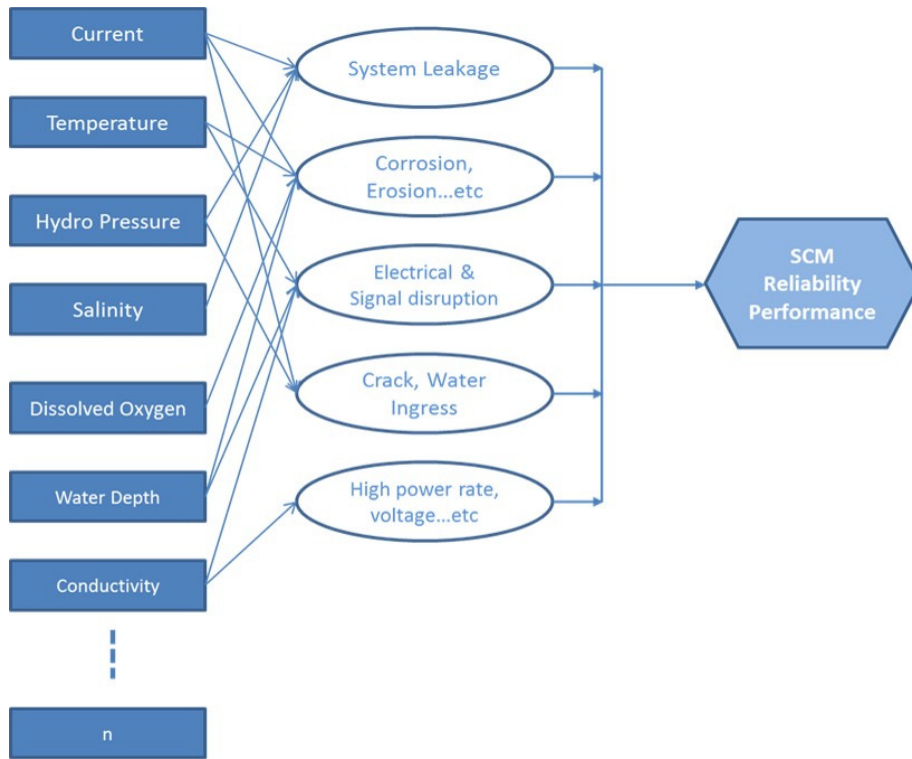 Current
Temperature
Hydro Pressure
Salinity
Dissolved Oxygen
Water Depth
Conductivity
n
System Leakage
Corrosion,
Erosion...etc
Electrical &
Signal disruption
Crack, Water
Ingress
High power rate,
voltage...etc
SCM
Reliability
Performance